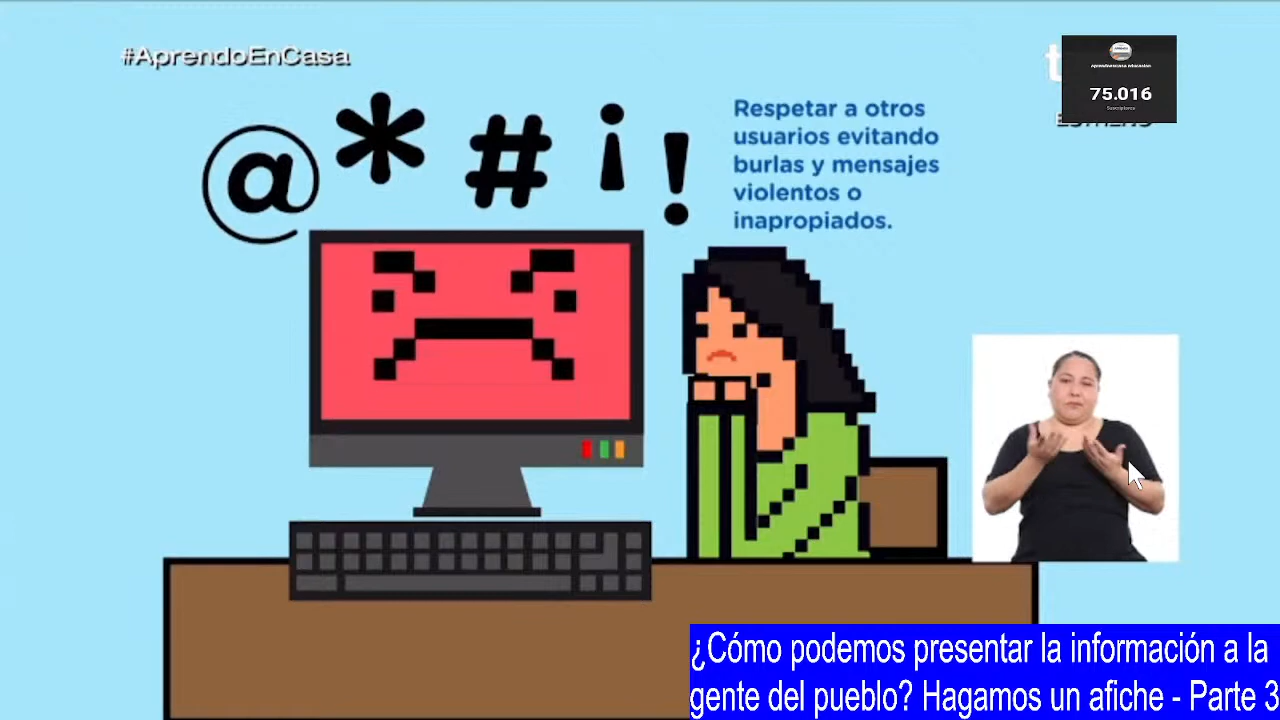 #AprendoEnCasa
t
75.016
Suscriptores
@*#¡!
Respetar a otros
usuarios evitando
burlas y mensajes
violentos o
inapropiados.
¿Cómo podemos presentar la información a la
gente del pueblo? Hagamos un afiche - Parte 3